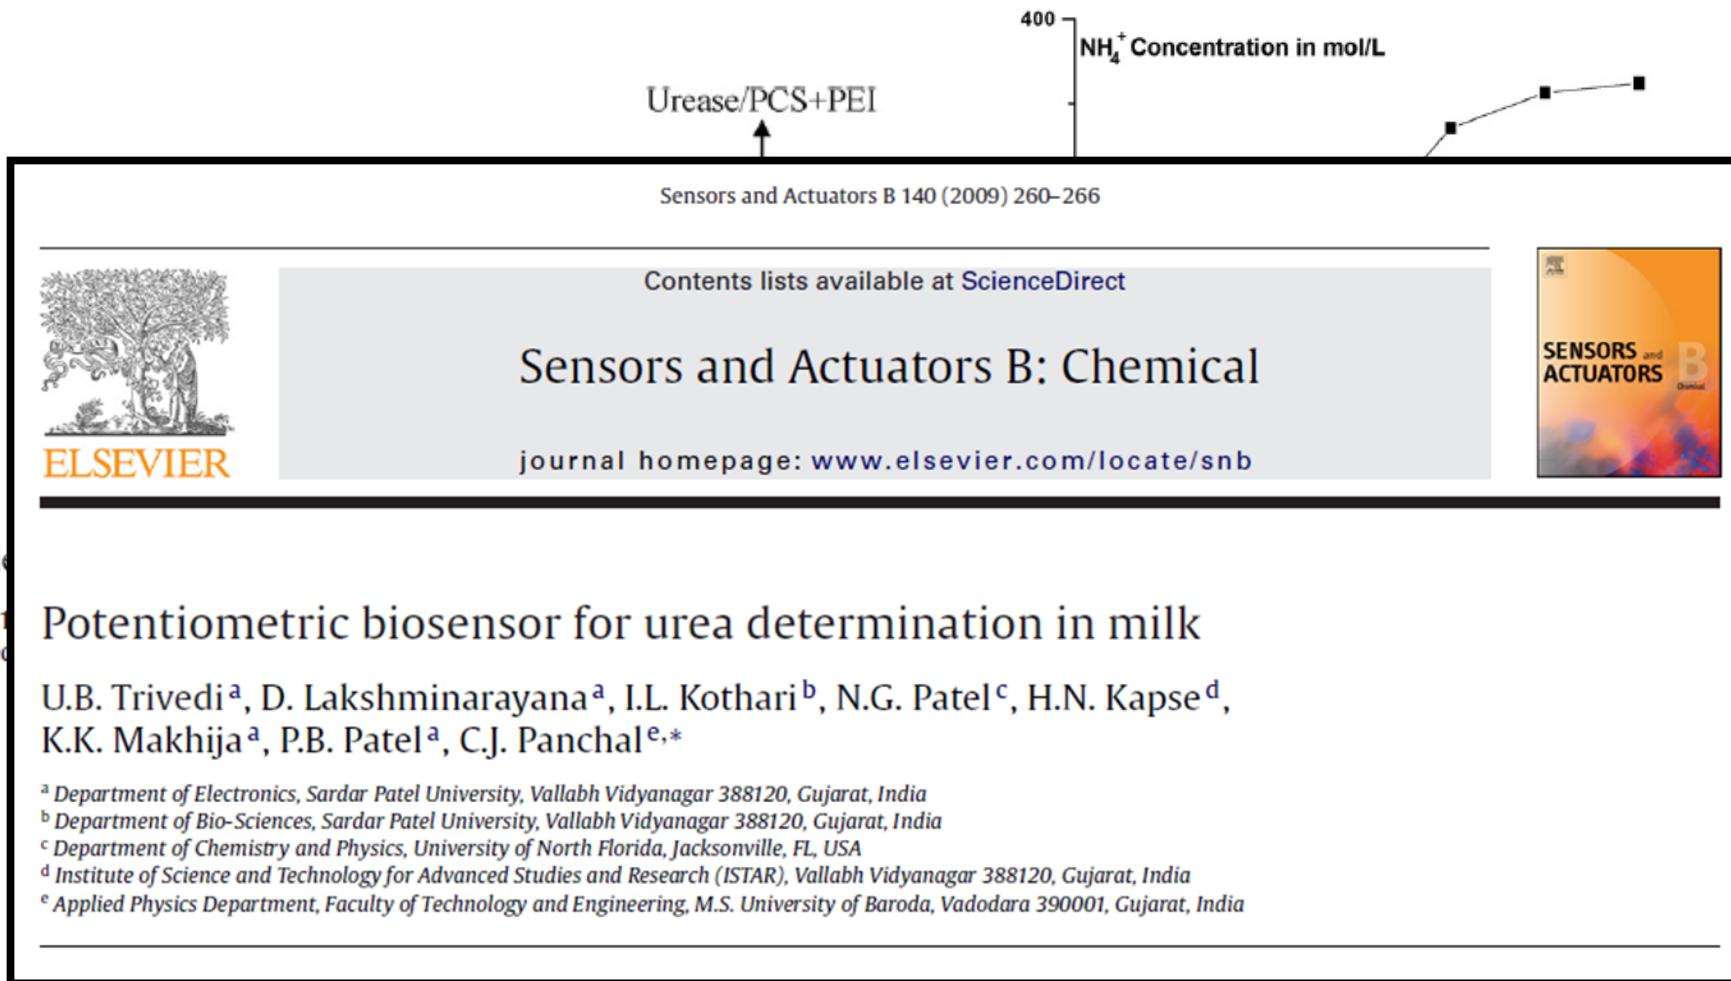 400
NH₄⁺ Concentration in mol/L
Urease/PCS+PEI
Sensors and Actuators B 140 (2009) 260–266
Contents lists available at ScienceDirect
Sensors and Actuators B: Chemical
journal homepage: www.elsevier.com/locate/snb
ELSEVIER
SENSORS and
ACTUATORS
B
Chemical
Potentiometric biosensor for urea determination in milk
U.B. Trivedi a, D. Lakshminarayana a, I.L. Kothari b, N.G. Patel c, H.N. Kapse d,
K.K. Makhija a, P.B. Patel a, C.J. Panchal e,*
a Department of Electronics, Sardar Patel University, Vallabh Vidyanagar 388120, Gujarat, India
b Department of Bio-Sciences, Sardar Patel University, Vallabh Vidyanagar 388120, Gujarat, India
c Department of Chemistry and Physics, University of North Florida, Jacksonville, FL, USA
d Institute of Science and Technology for Advanced Studies and Research (ISTAR), Vallabh Vidyanagar 388120, Gujarat, India
e Applied Physics Department, Faculty of Technology and Engineering, M.S. University of Baroda, Vadodara 390001, Gujarat, India